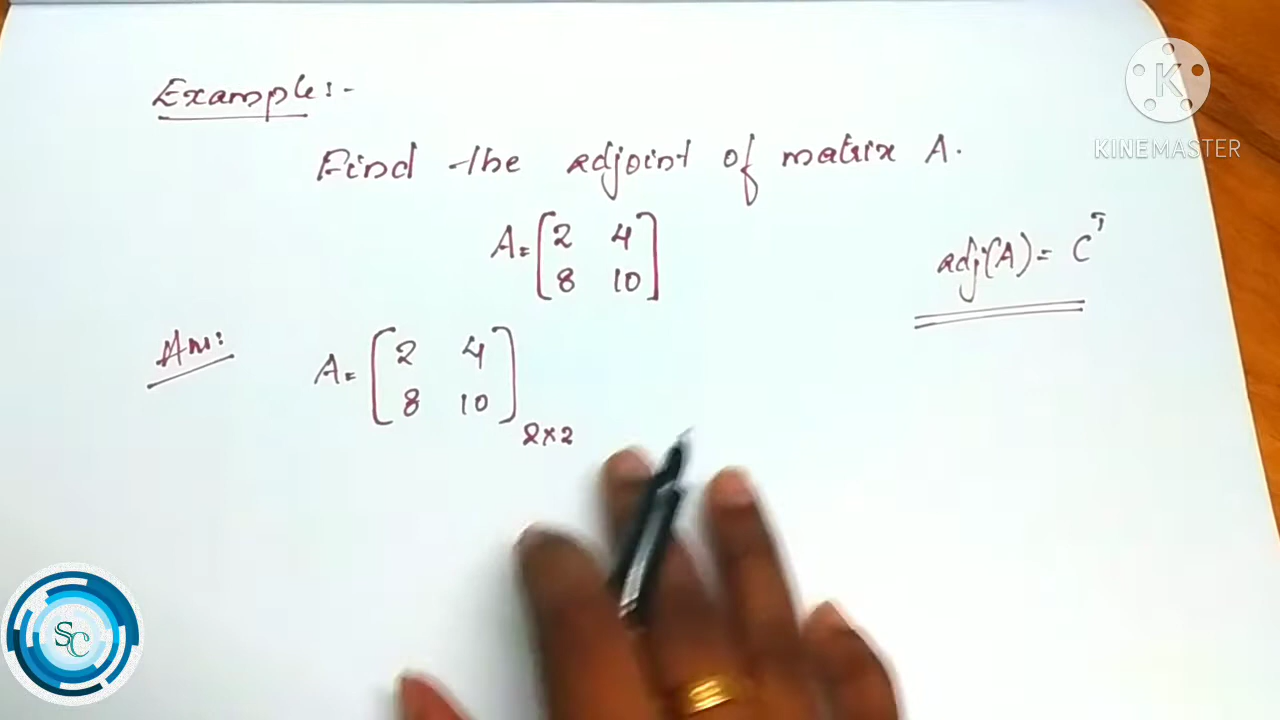 Example:-
Find the adjoint of matrix A.
A = [2 4
8 10]
adj(A) = C^T
Ans:
A = [2 4
8 10] 2×2
KINEMASTER
SC